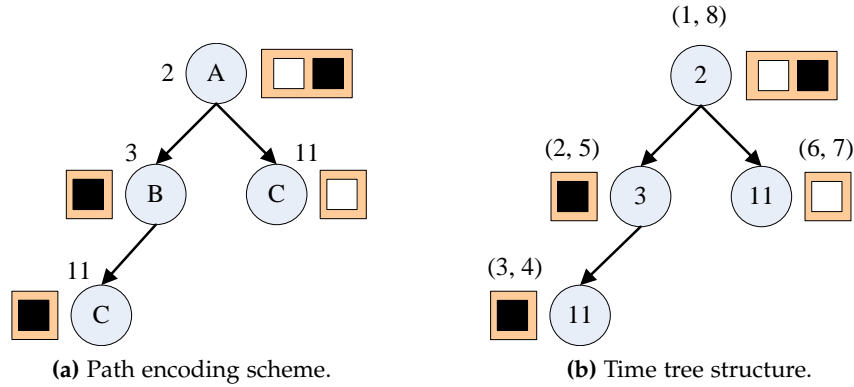 2 A
3 11
B C
11
C
(a) Path encoding scheme.
(1, 8)
2
(2, 5) (6, 7)
3 11
(3, 4)
11
(b) Time tree structure.